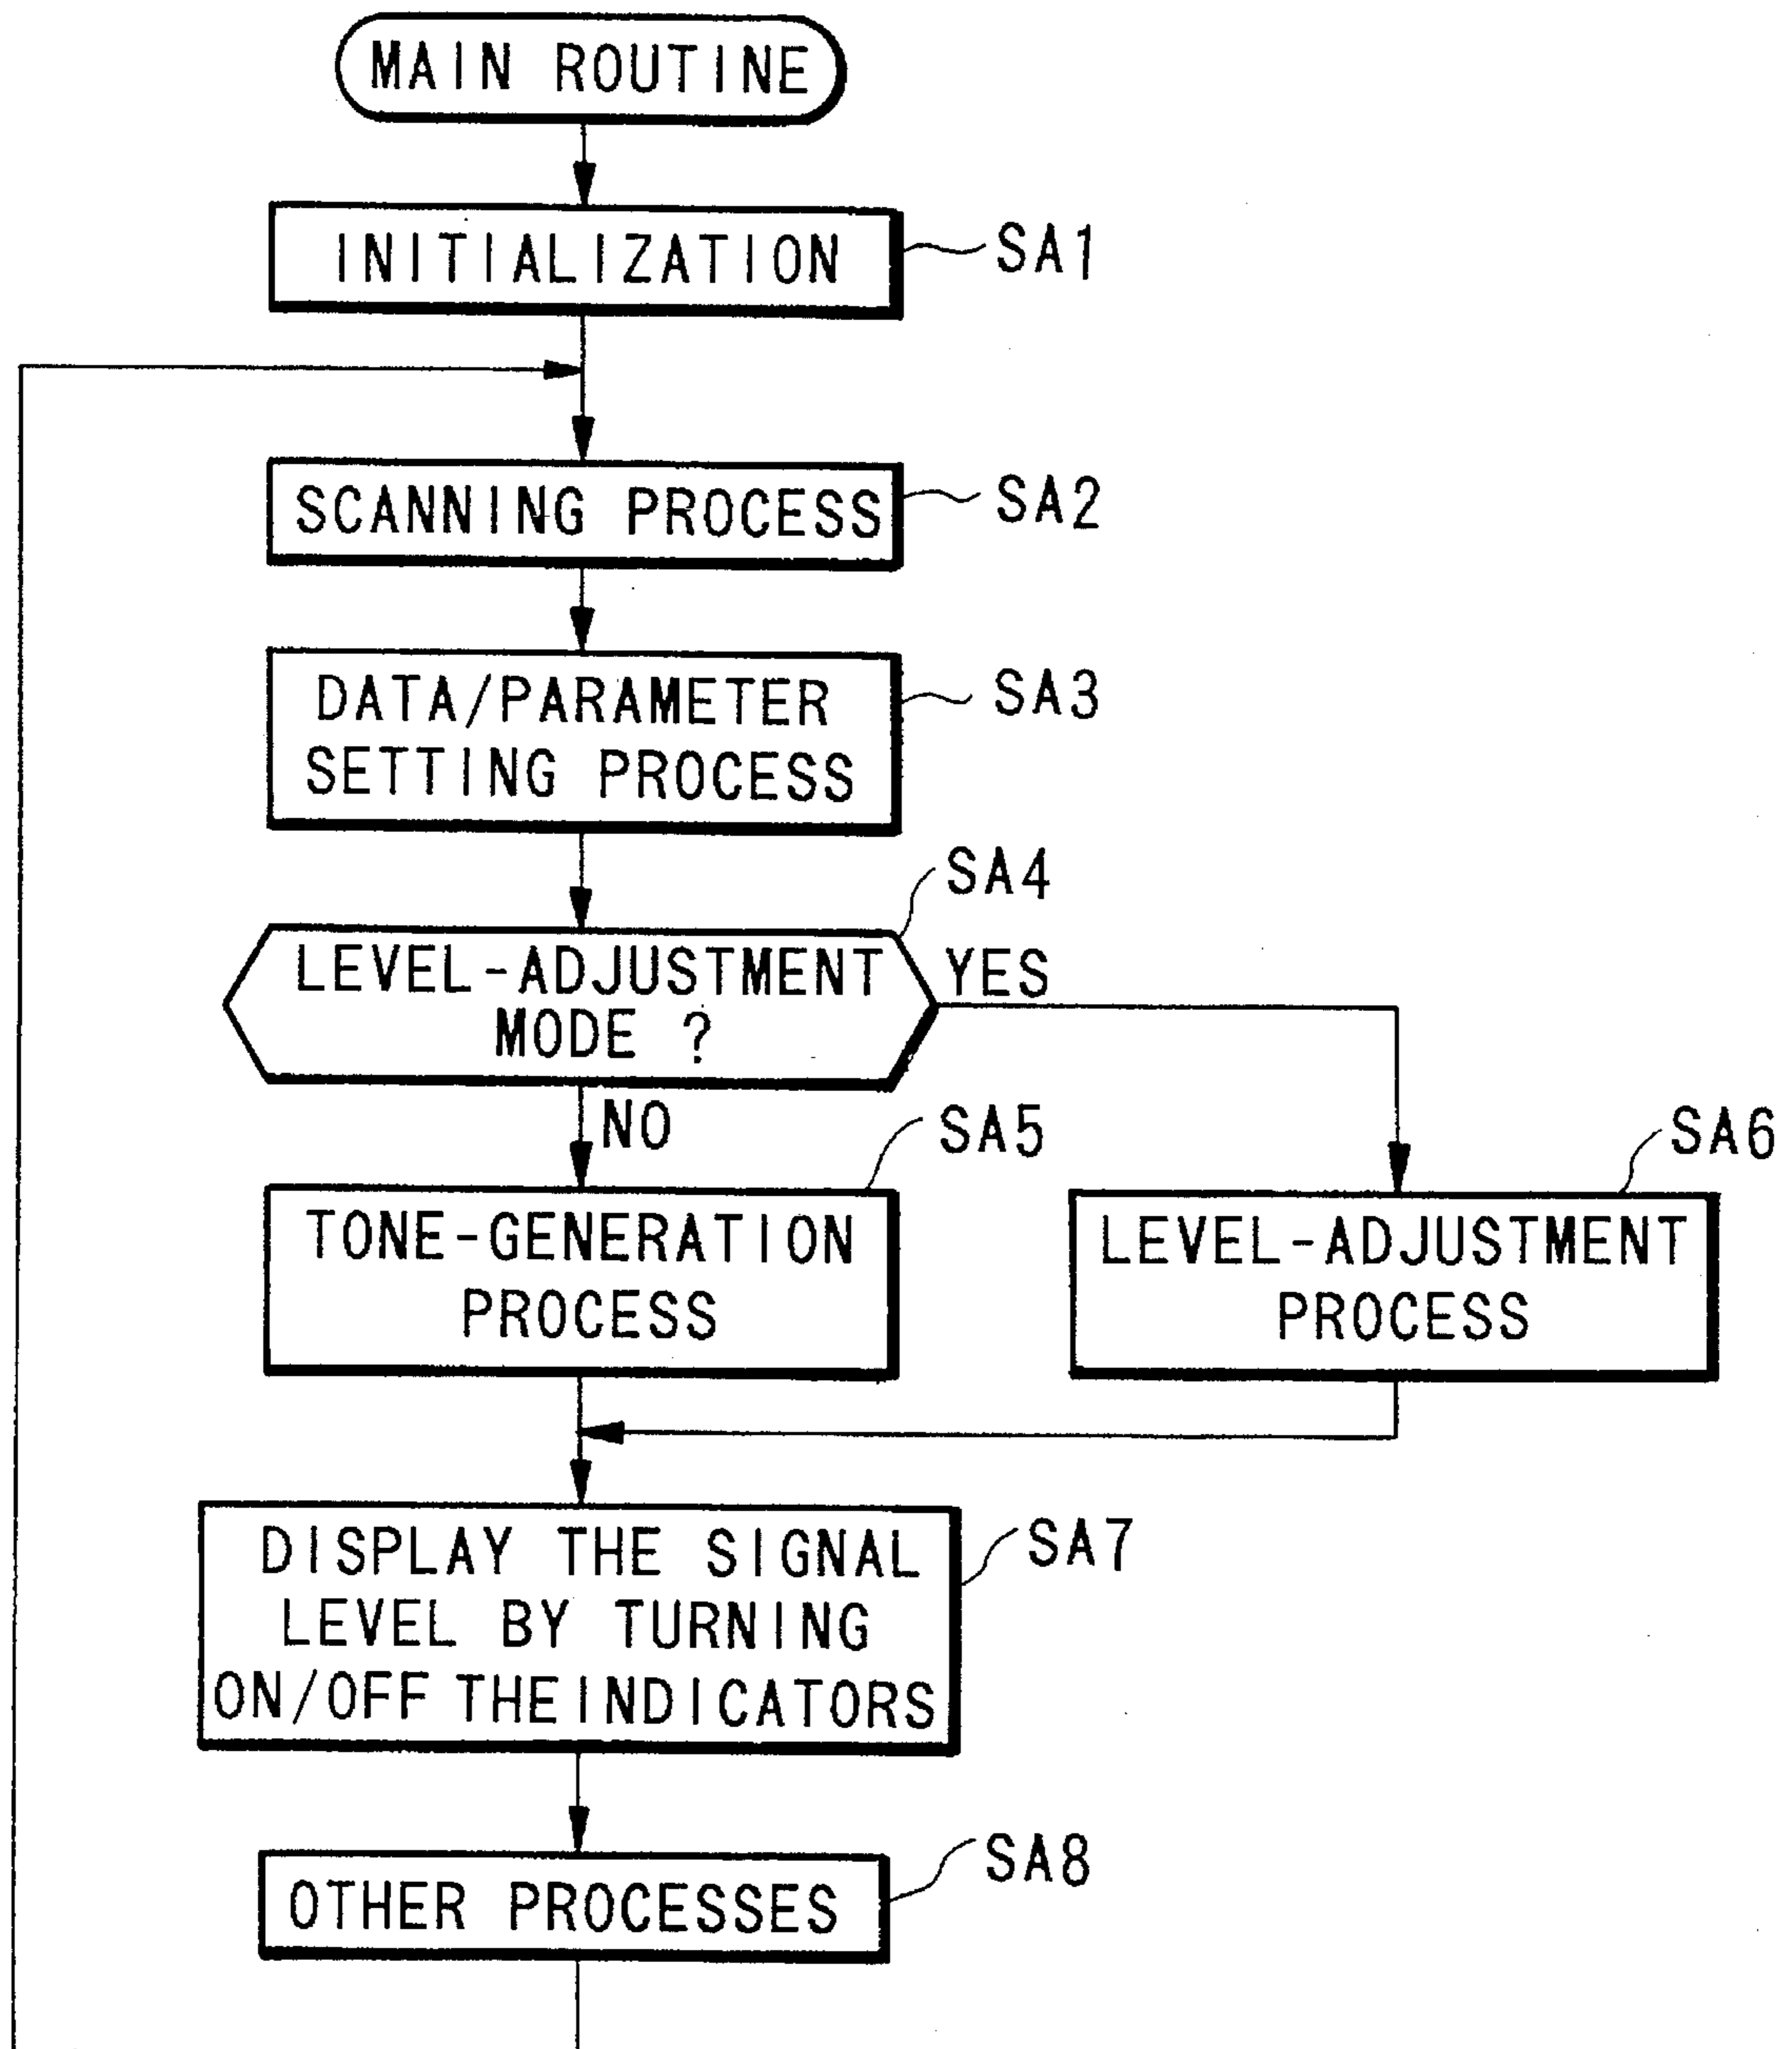 MAIN ROUTINE
INITIALIZATION
SA1
SCANNING PROCESS
SA2
DATA/PARAMETER
SETTING PROCESS
SA3
SA4
LEVEL-ADJUSTMENT
MODE ?
YES
NO
SA5
TONE-GENERATION
PROCESS
SA6
LEVEL-ADJUSTMENT
PROCESS
DISPLAY THE SIGNAL
LEVEL BY TURNING
ON/OFF THE INDICATORS
SA7
OTHER PROCESSES
SA8